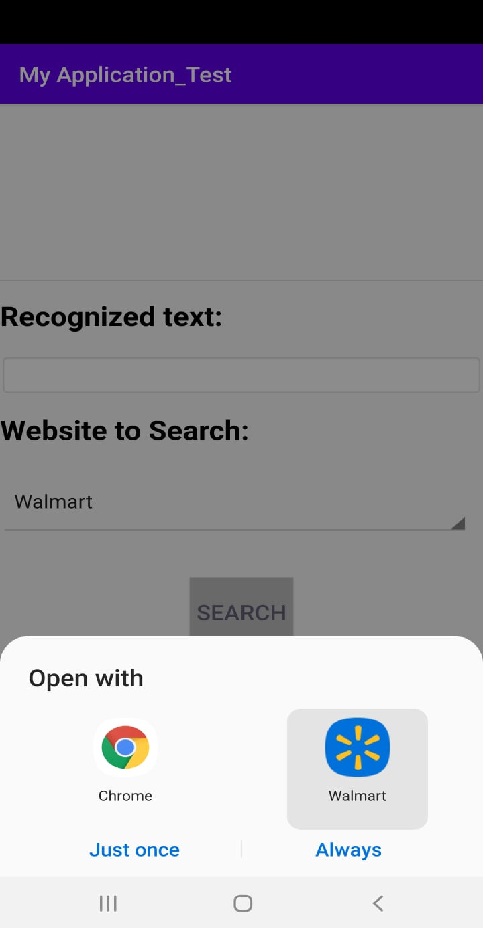 My Application_Test
Recognized text:
Website to Search:
Walmart
SEARCH
Open with
Chrome
Walmart
Just once
Always